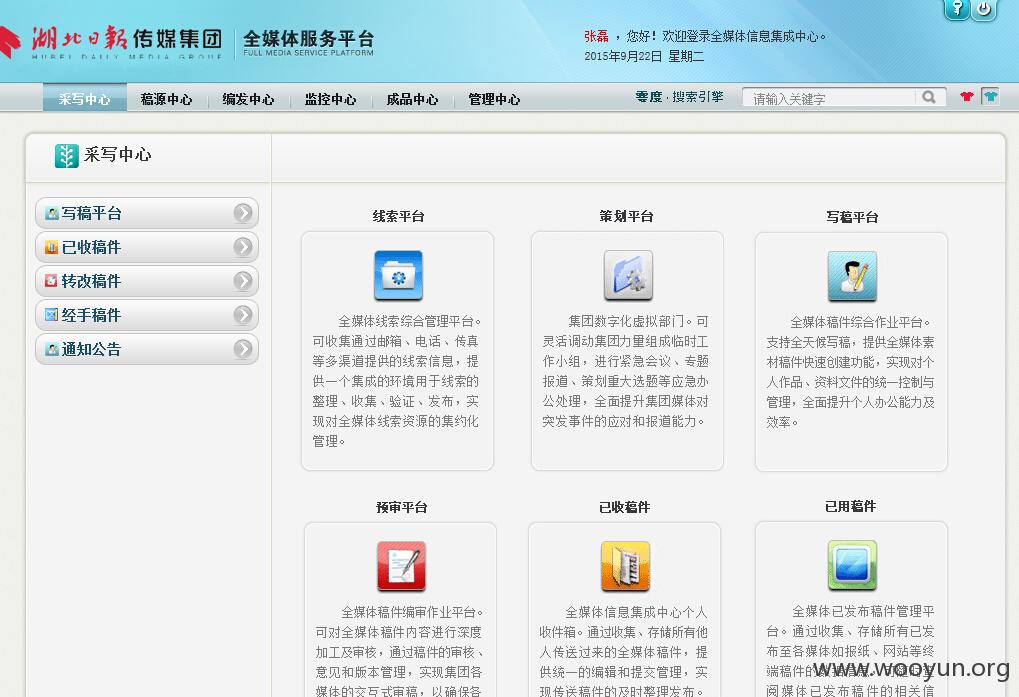 湖北日报传媒集团
HUBEI DAILY MEDIA GROUP
全媒体服务平台
FULL MEDIA SERVICE PLATFORM
张磊 ，您好！欢迎登录全媒体信息集成中心。
2015年9月22日 星期二
采写中心 稿源中心 编发中心 监控中心 成品中心 管理中心
零度·搜索引擎 请输入关键字
采写中心
写稿平台
已收稿件
转改稿件
经手稿件
通知公告
线索平台
全媒体线索综合管理平台。
可收集通过邮箱、电话、传真
等多渠道提供的线索信息，提
供一个集成的环境用于线索的
整理、收集、验证、发布，实
现对全媒体线索资源的集约化
管理。
策划平台
集团数字化虚拟部门。可
灵活调动集团力量组成临时工
作小组，进行紧急会议、专题
报道、策划重大选题等应急办
公处理，全面提升集团媒体对
突发事件的应对和报道能力。
写稿平台
全媒体稿件综合作业平台。
支持全天候写稿，提供全媒体素
材稿件快速创建功能，实现对个
人作品、资料文件的统一控制与
管理，全面提升个人办公能力及
效率。
预审平台
全媒体稿件编审作业平台。
可对全媒体稿件内容进行深度
加工及审核，通过稿件的审核、
意见和版本管理，实现集团各
媒体的交互式审稿，以确保各
已收稿件
全媒体信息集成中心个人
收件箱。通过收集、存储所有他
人传送过来的全媒体稿件，提
供统一的编辑和提交管理，实
现传送稿件的及时整理发布。
已用稿件
全媒体已发布稿件管理平
台。通过收集、存储所有已发
布至各媒体如报纸、网站等终
端稿件的数据信息，可随时查
阅媒体已发布稿件的相关信
www.wooyun.org